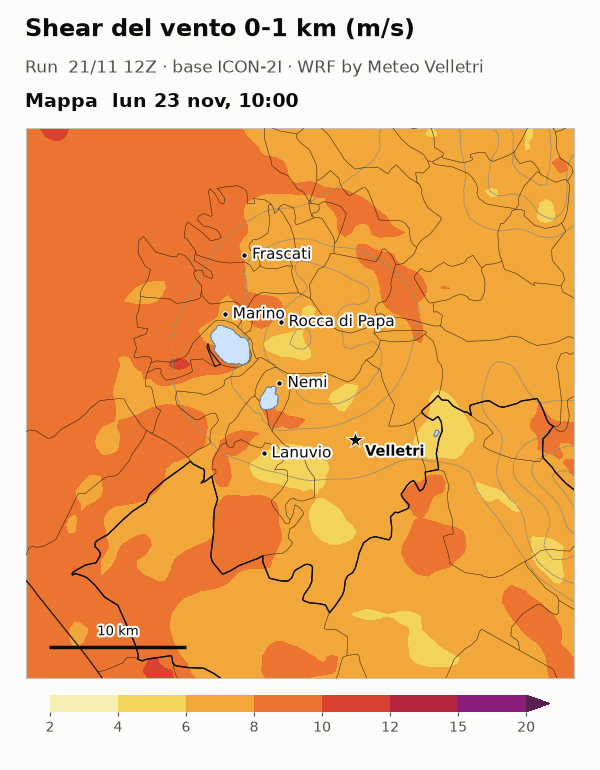 Shear del vento 0-1 km (m/s)
Run  21/11 12Z · base ICON-2I · WRF by Meteo Velletri
Mappa  lun 23 nov, 10:00
Frascati
Marino
Rocca di Papa
Nemi
Velletri
Lanuvio
10 km
2 4 6 8 10 12 15 20